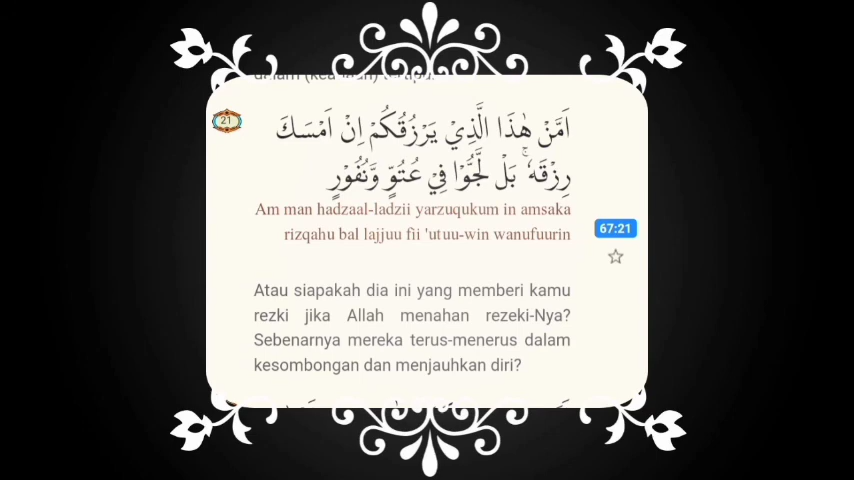 21
اَمَّنْ هٰذَا الَّذِيْ يَرْزُقُكُمْ اِنْ اَمْسَكَ
رِزْقَهٗ ۚ بَلْ لَّجُّوْا فِيْ عُتُوٍّ وَّنُفُوْرٍ
Am man hadzaal-ladzii yarzuqukum in amsaka
rizqahu bal lajjuu fii 'utuu-win wanufuurin
67:21
Atau siapakah dia ini yang memberi kamu
rezki jika Allah menahan rezeki-Nya?
Sebenarnya mereka terus-menerus dalam
kesombongan dan menjauhkan diri?